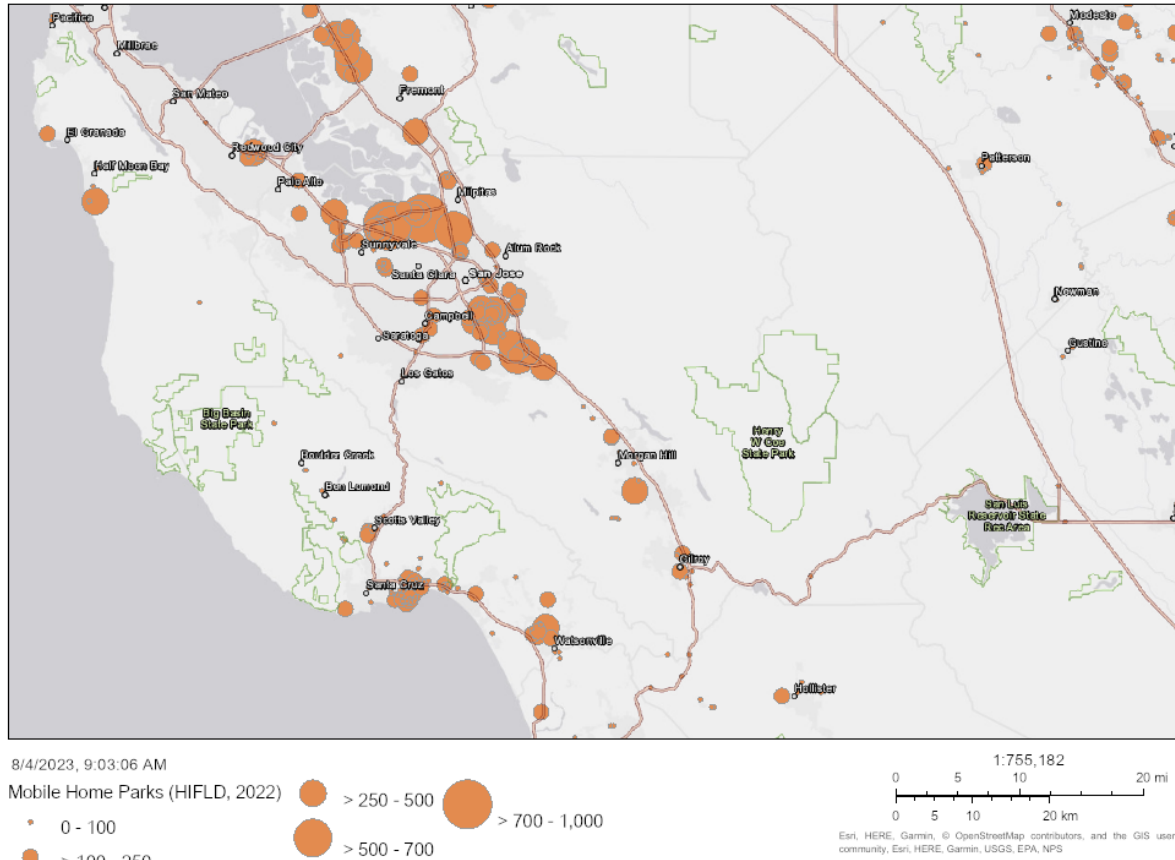 Pacifica
Modesto
Millbrae
San Mateo
Fremont
El Granada
Redwood City
Half Moon Bay
Palo Alto
Milpitas
Patterson
Sunnyvale
Alum Rock
Santa Clara
San Jose
Newman
Campbell
Saratoga
Gustine
Los Gatos
Big Basin
State Park
Henry
W Coe
State Park
Boulder Creek
Morgan Hill
Ben Lomond
San Luis
Reservoir State
Rec Area
Scotts Valley
Gilroy
Santa Cruz
Watsonville
Hollister
8/4/2023, 9:03:06 AM
Mobile Home Parks (HIFLD, 2022)
0 - 100
> 100 - 250
> 250 - 500
> 500 - 700
> 700 - 1,000
1:755,182
0 5 10 20 mi
0 5 10 20 km
Esri, HERE, Garmin, © OpenStreetMap contributors, and the GIS user
community, Esri, HERE, Garmin, USGS, EPA, NPS